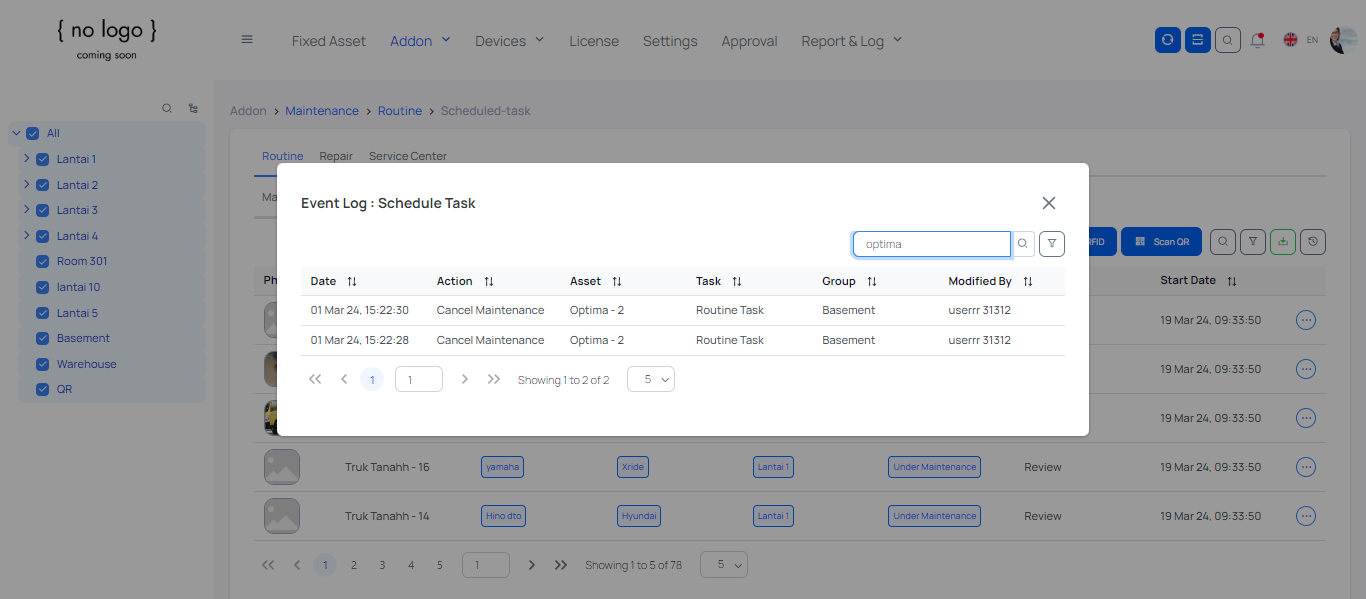 { no logo }
coming soon
Fixed Asset Addon Devices License Settings Approval Report & Log EN
All
Lantai 1
Lantai 2
Lantai 3
Lantai 4
Room 301
lantai 10
Lantai 5
Basement
Warehouse
QR
Addon > Maintenance > Routine > Scheduled-task
Routine Repair Service Center
Ma
Event Log : Schedule Task
optima
FID Scan QR
Ph Start Date
Date Action Asset Task Group Modified By
01 Mar 24, 15:22:30 Cancel Maintenance Optima - 2 Routine Task Basement userrr 31312
01 Mar 24, 15:22:28 Cancel Maintenance Optima - 2 Routine Task Basement userrr 31312
1 1 Showing 1 to 2 of 2 5
19 Mar 24, 09:33:50
19 Mar 24, 09:33:50
19 Mar 24, 09:33:50
Truk Tanahh - 16 yamaha Xride Lantai 1 Under Maintenance Review 19 Mar 24, 09:33:50
Truk Tanahh - 14 Hino dto Hyundai Lantai 1 Under Maintenance Review 19 Mar 24, 09:33:50
1 2 3 4 5 1 Showing 1 to 5 of 78 5